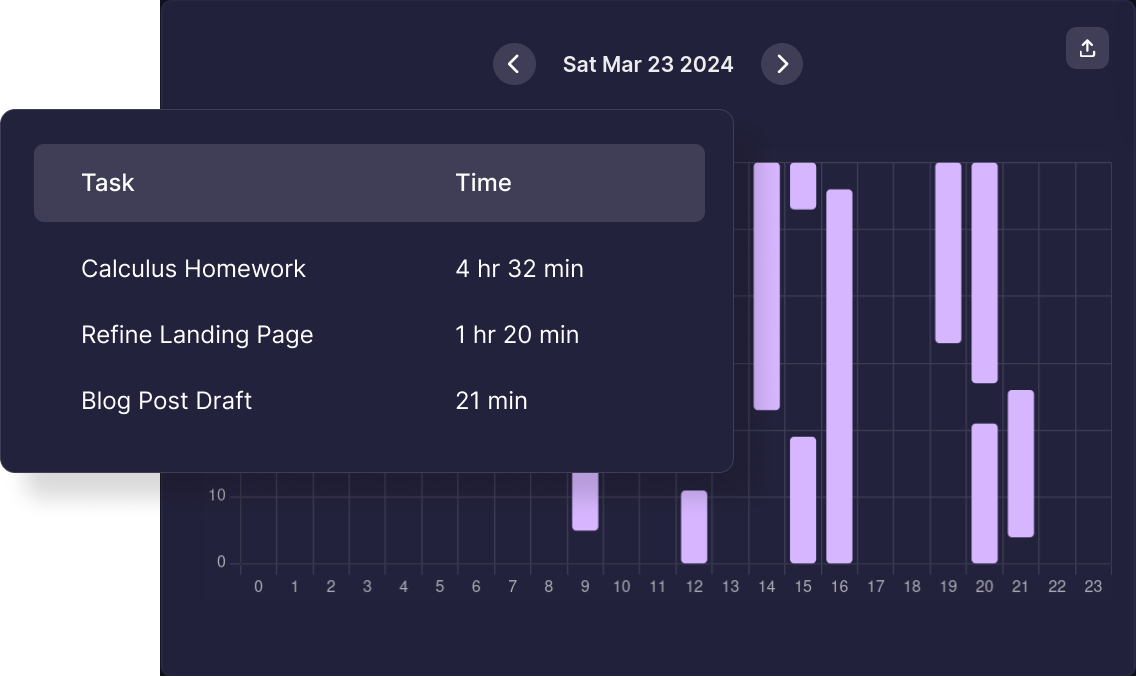 Sat Mar 23 2024
Task Time
Calculus Homework 4 hr 32 min
Refine Landing Page 1 hr 20 min
Blog Post Draft 21 min
10
0
0 1 2 3 4 5 6 7 8 9 10 11 12 13 14 15 16 17 18 19 20 21 22 23